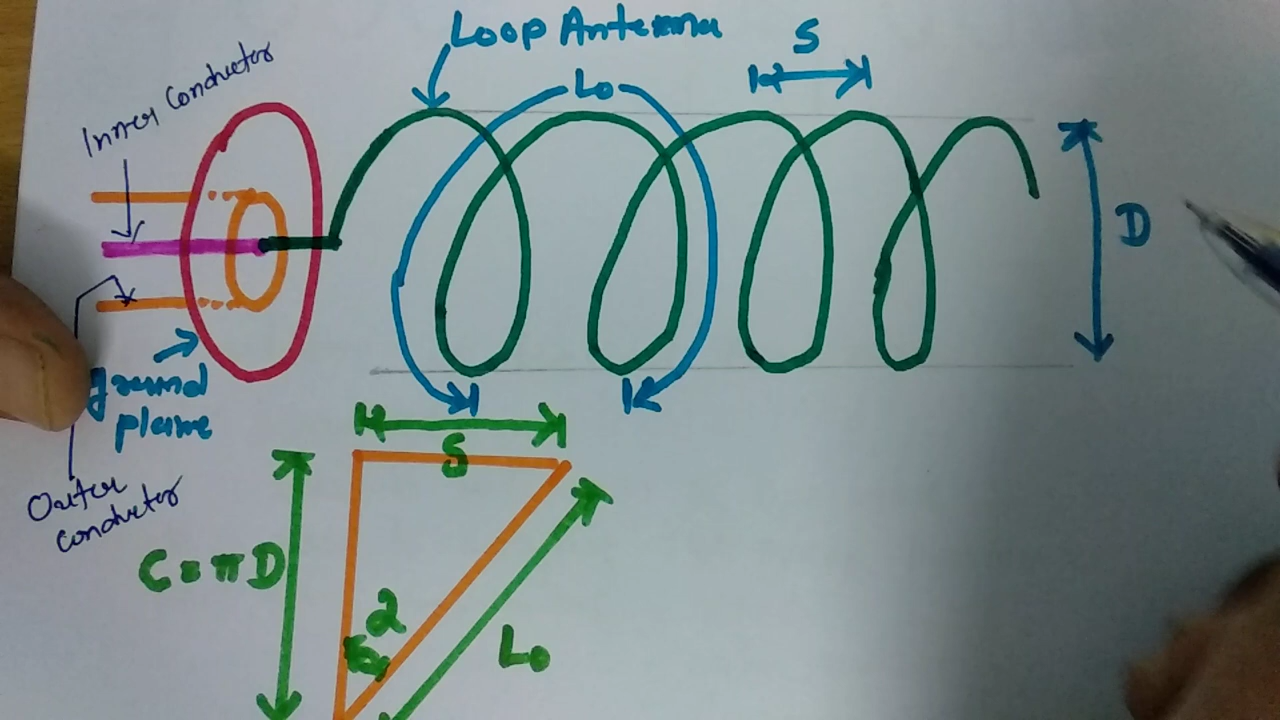 Loop Antenna
S
Lo
Inner Conductor
D
ground
plane
Outer
conductor
S
C = πD
α
Lo